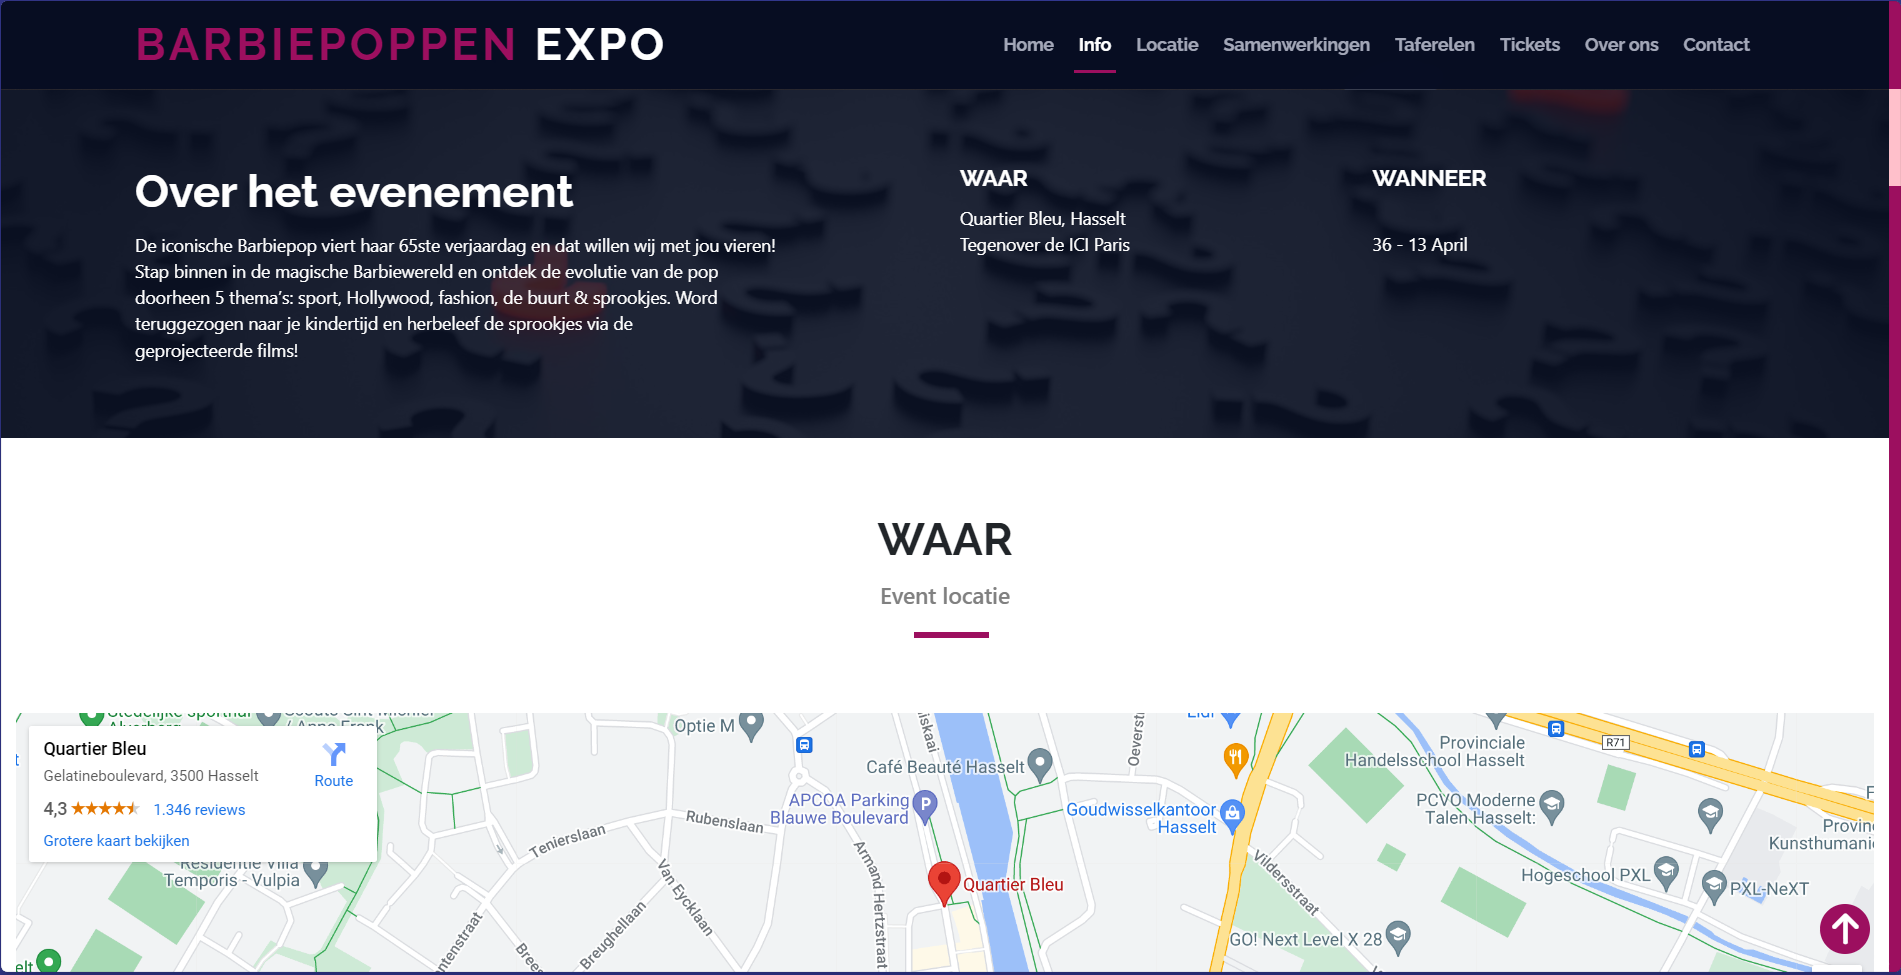 BARBIEPOPPEN EXPO
Home Info Locatie Samenwerkingen Taferelen Tickets Over ons Contact
Over het evenement
De iconische Barbiepop viert haar 65ste verjaardag en dat willen wij met jou vieren!
Stap binnen in de magische Barbiewereld en ontdek de evolutie van de pop
doorheen 5 thema's: sport, Hollywood, fashion, de buurt & sprookjes. Word
teruggezogen naar je kindertijd en herbeleef de sprookjes via de
geprojecteerde films!
WAAR
Quartier Bleu, Hasselt
Tegenover de ICI Paris
WANNEER
36 - 13 April
WAAR
Event locatie
Quartier Bleu
Gelatineboulevard, 3500 Hasselt
4,3
1.346 reviews
Grotere kaart bekijken
Route
Residentie Villa
Temporis - Vulpia
Optie M
Café Beauté Hasselt
APCOA Parking
Blauwe Boulevard
P
Goudwisselkantoor
Hasselt
Quartier Bleu
Tenierslaan
Rubenslaan
Van Eycklaan
Breughellaan
Armand Hertzstraat
Vildersstraat
Provinciale
Handelsschool Hasselt
R71
PCVO Moderne
Talen Hasselt:
Hogeschool PXL
PXL-NeXT
GO! Next Level X 28